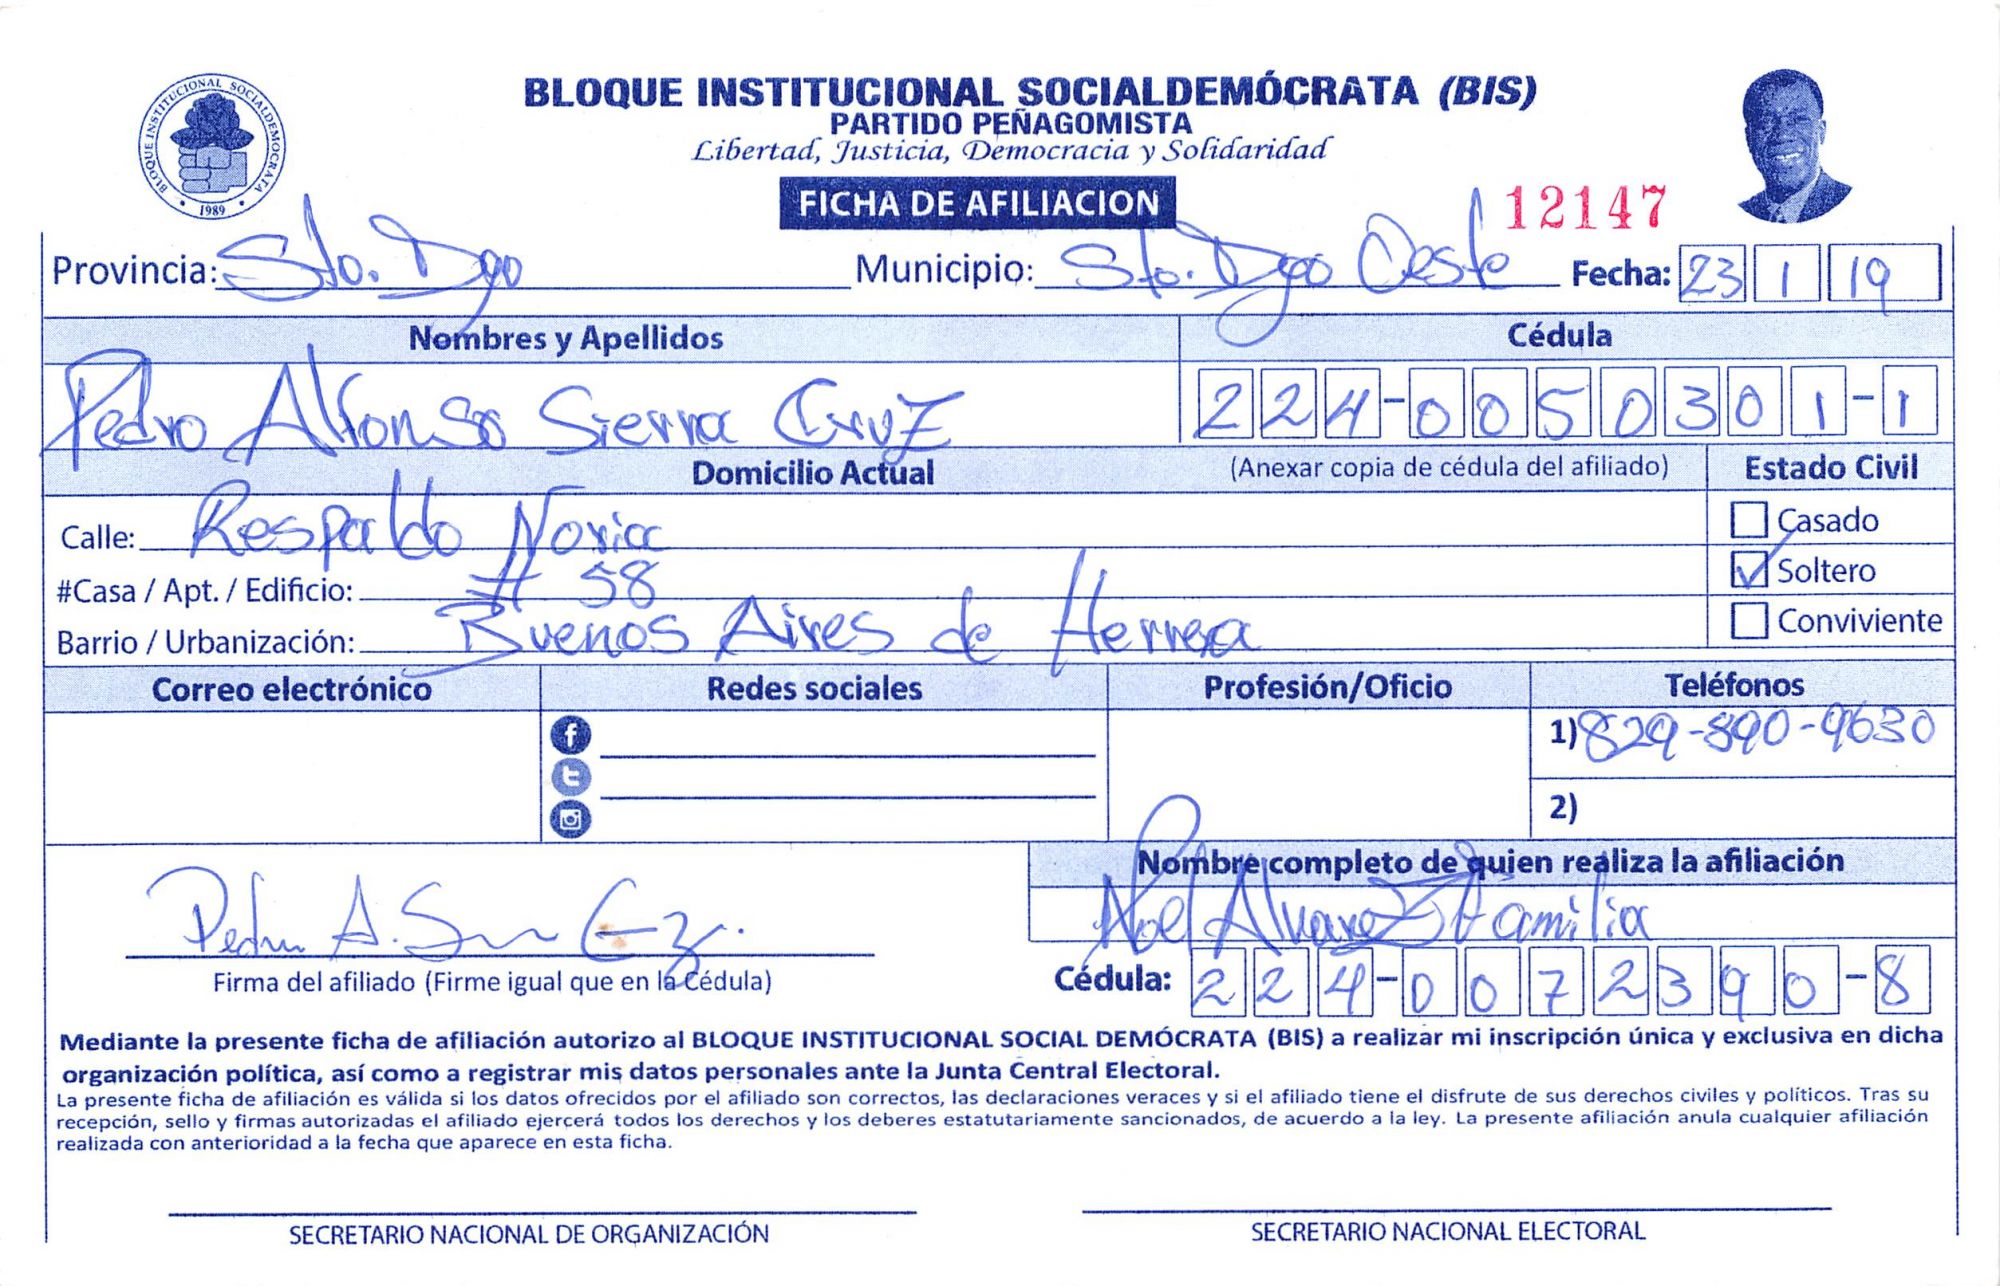 BLOQUE INSTITUCIONAL SOCIALDEMOCRATA
1989
BLOQUE INSTITUCIONAL SOCIALDEMÓCRATA (BIS)
PARTIDO PEÑAGOMISTA
Libertad, Justicia, Democracia y Solidaridad
FICHA DE AFILIACION
12147
Provincia: Sto. Dgo Municipio: Sto. Dgo Oeste Fecha: 23 1 19
Nombres y Apellidos Cédula
Pedro Alfonso Sierra Cruz 224-0050301-1
Domicilio Actual (Anexar copia de cédula del afiliado) Estado Civil
Calle: Respaldo Noria Casado
#Casa / Apt. / Edificio: # 58 Soltero
Barrio / Urbanización: Buenos Aires de Herrera Conviviente
Correo electrónico Redes sociales Profesión/Oficio Teléfonos
1) 829-890-9630
2)
Nombre completo de quien realiza la afiliación
Pedro A. S Noel Alvarez Familia
Firma del afiliado (Firme igual que en la Cédula) Cédula: 224-0072390-8
Mediante la presente ficha de afiliación autorizo al BLOQUE INSTITUCIONAL SOCIAL DEMÓCRATA (BIS) a realizar mi inscripción única y exclusiva en dicha
organización política, así como a registrar mis datos personales ante la Junta Central Electoral.
La presente ficha de afiliación es válida si los datos ofrecidos por el afiliado son correctos, las declaraciones veraces y si el afiliado tiene el disfrute de sus derechos civiles y políticos. Tras su
recepción, sello y firmas autorizadas el afiliado ejercerá todos los derechos y los deberes estatutariamente sancionados, de acuerdo a la ley. La presente afiliación anula cualquier afiliación
realizada con anterioridad a la fecha que aparece en esta ficha.
SECRETARIO NACIONAL DE ORGANIZACIÓN SECRETARIO NACIONAL ELECTORAL